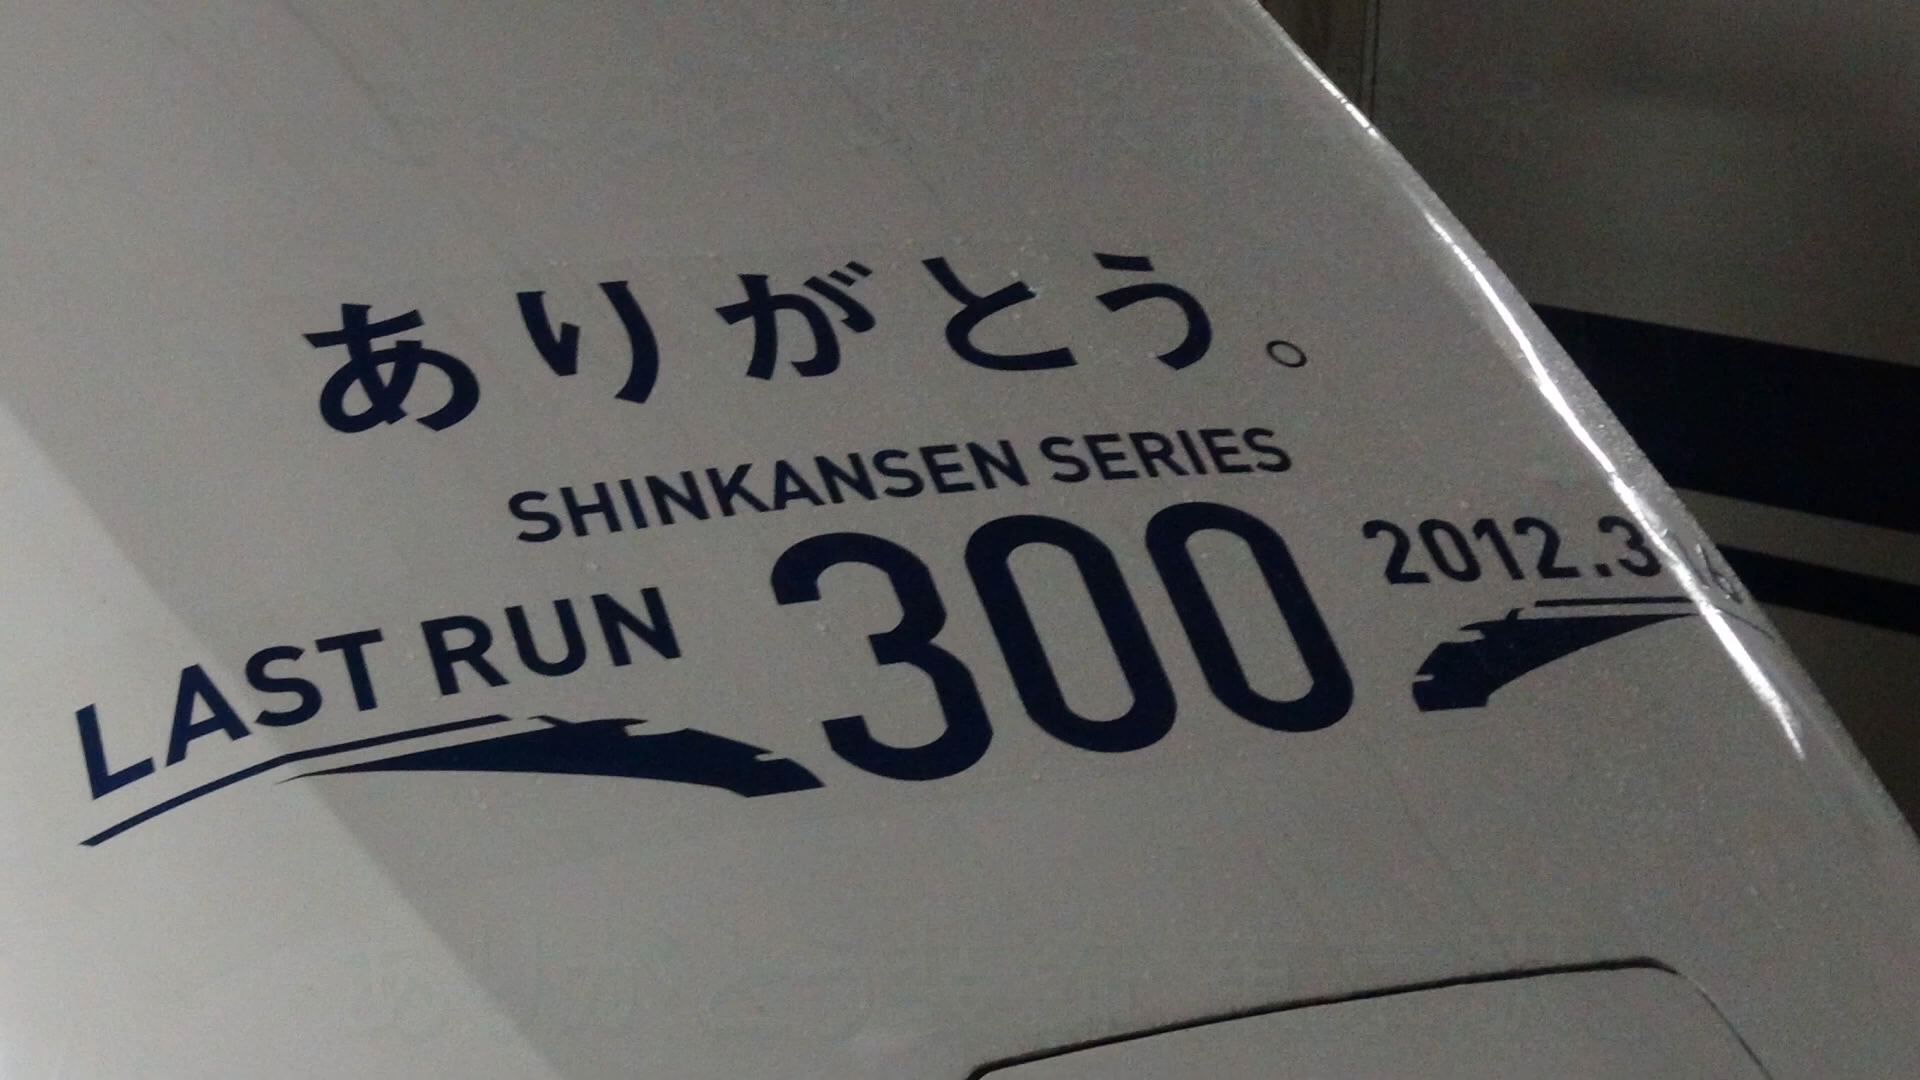 ありがとう。
SHINKANSEN SERIES
LAST RUN 300 2012.3